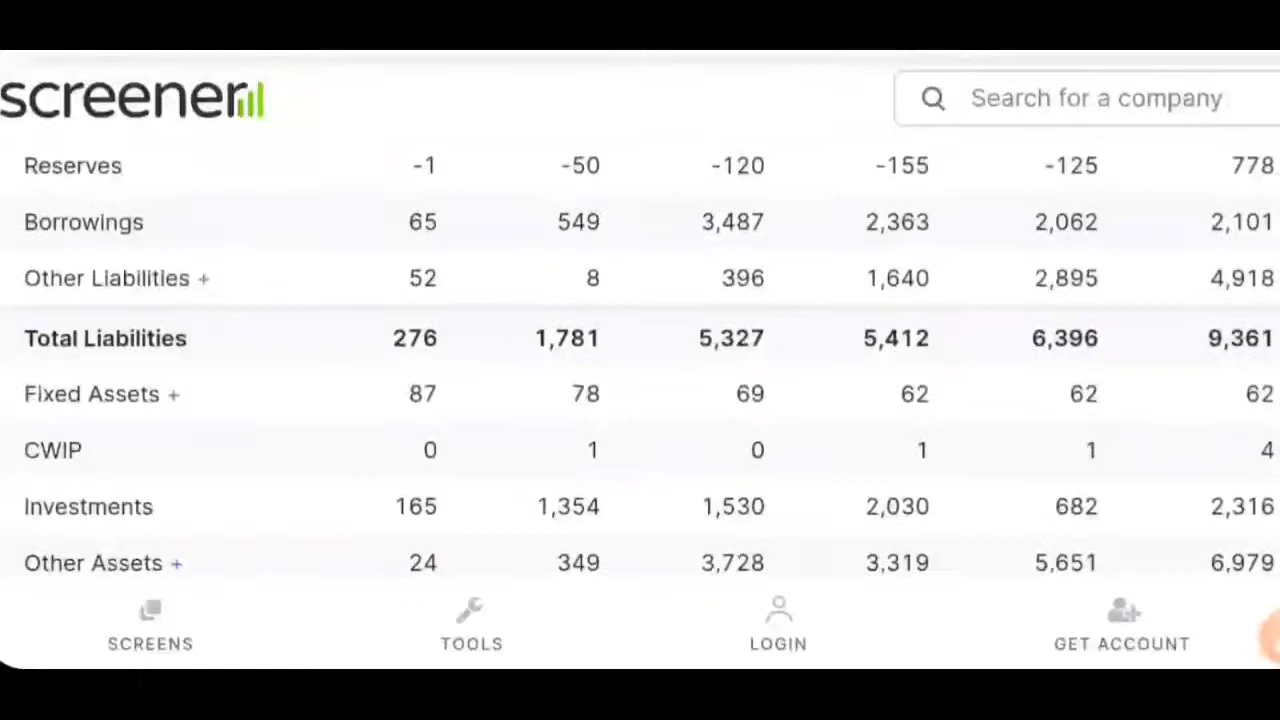 screener
Search for a company
Reserves -1 -50 -120 -155 -125 778
Borrowings 65 549 3,487 2,363 2,062 2,101
Other Liabilities + 52 8 396 1,640 2,895 4,918
Total Liabilities 276 1,781 5,327 5,412 6,396 9,361
Fixed Assets + 87 78 69 62 62 62
CWIP 0 1 0 1 1 4
Investments 165 1,354 1,530 2,030 682 2,316
Other Assets + 24 349 3,728 3,319 5,651 6,979
SCREENS TOOLS LOGIN GET ACCOUNT